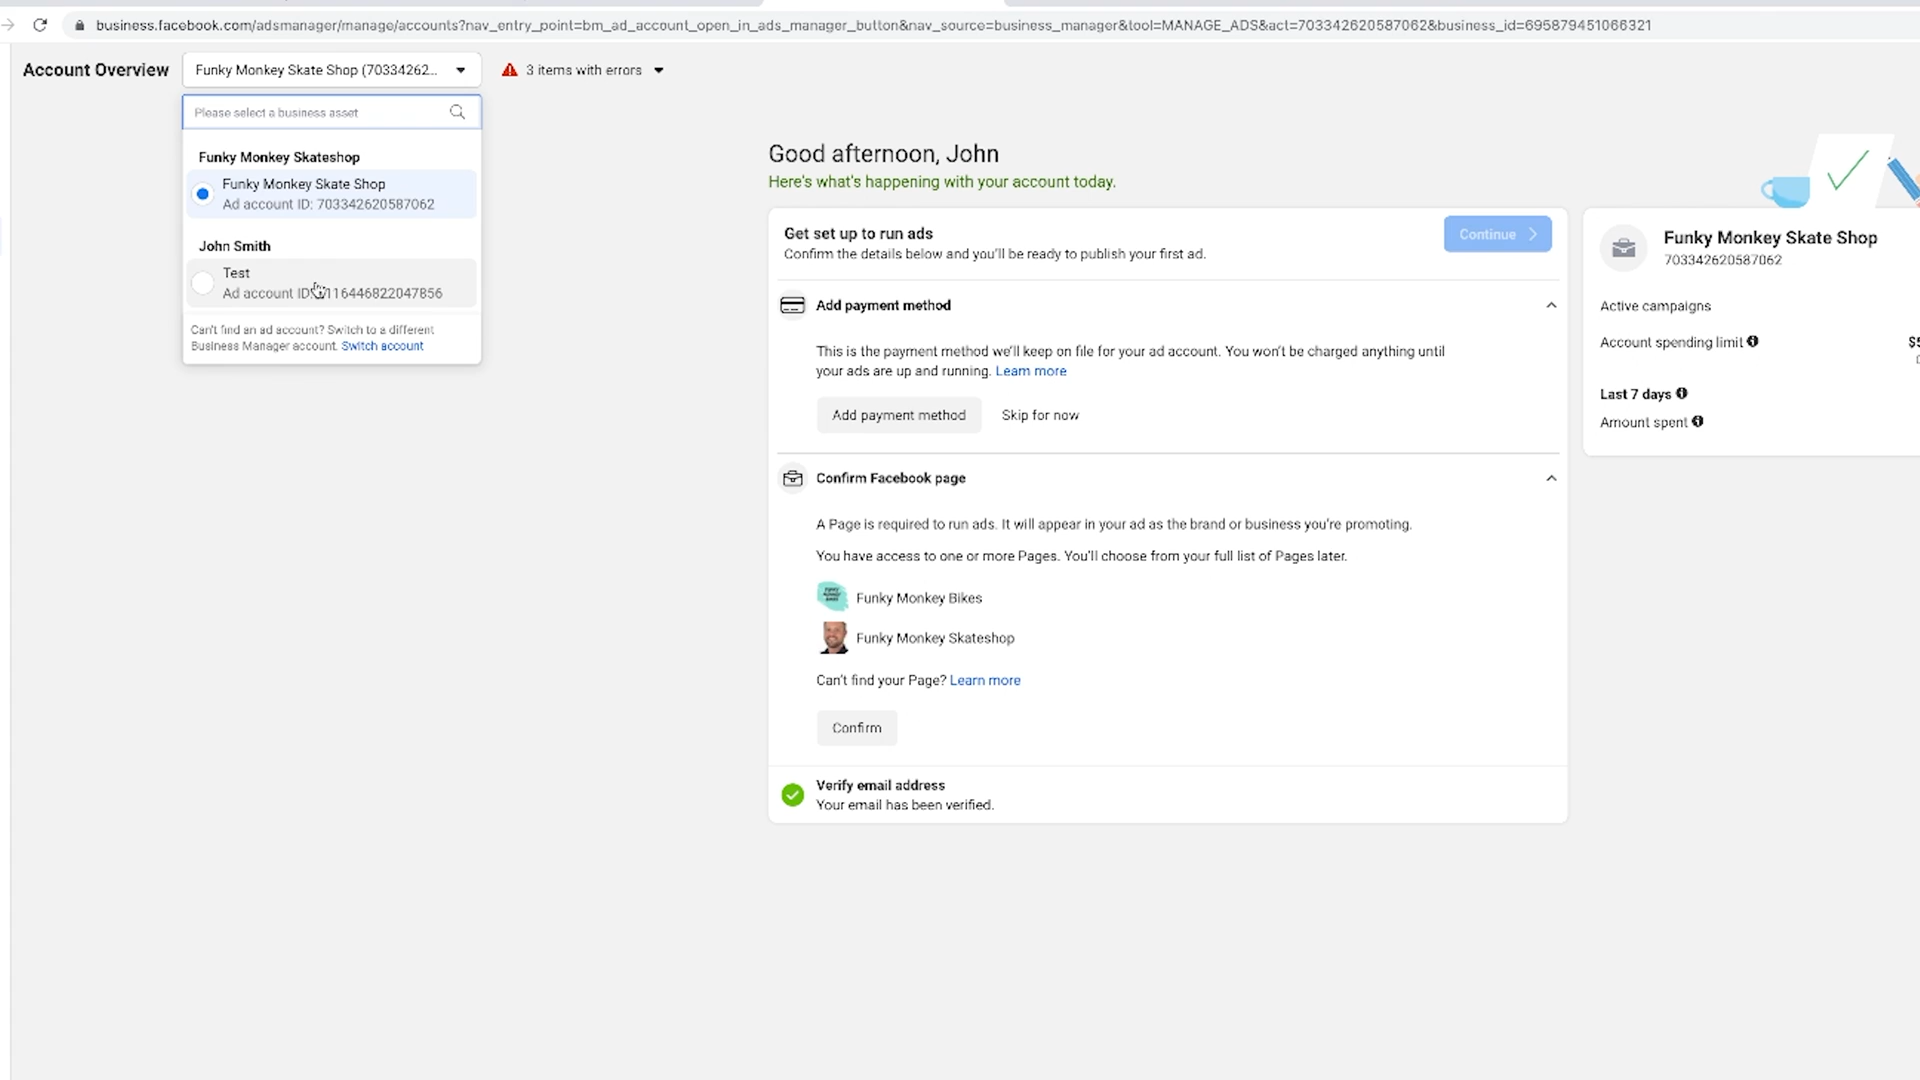 business.facebook.com/adsmanager/manage/accounts?nav_entry_point=bm_ad_account_open_in_ads_manager_button&nav_source=business_manager&tool=MANAGE_ADS&act=703342620587062&business_id=695879451066321
Account Overview
Funky Monkey Skate Shop (70334262...
3 items with errors
Please select a business asset
Funky Monkey Skateshop
Funky Monkey Skate Shop
Ad account ID: 703342620587062
John Smith
Test
Ad account ID: 116446822047856
Can't find an ad account? Switch to a different
Business Manager account. Switch account
Good afternoon, John
Here's what's happening with your account today.
Get set up to run ads
Confirm the details below and you'll be ready to publish your first ad.
Continue
Add payment method
This is the payment method we'll keep on file for your ad account. You won't be charged anything until
your ads are up and running. Learn more
Add payment method
Skip for now
Confirm Facebook page
A Page is required to run ads. It will appear in your ad as the brand or business you're promoting.
You have access to one or more Pages. You'll choose from your full list of Pages later.
Funky Monkey Bikes
Funky Monkey Skateshop
Can't find your Page? Learn more
Confirm
Verify email address
Your email has been verified.
Funky Monkey Skate Shop
703342620587062
Active campaigns
Account spending limit
Last 7 days
Amount spent